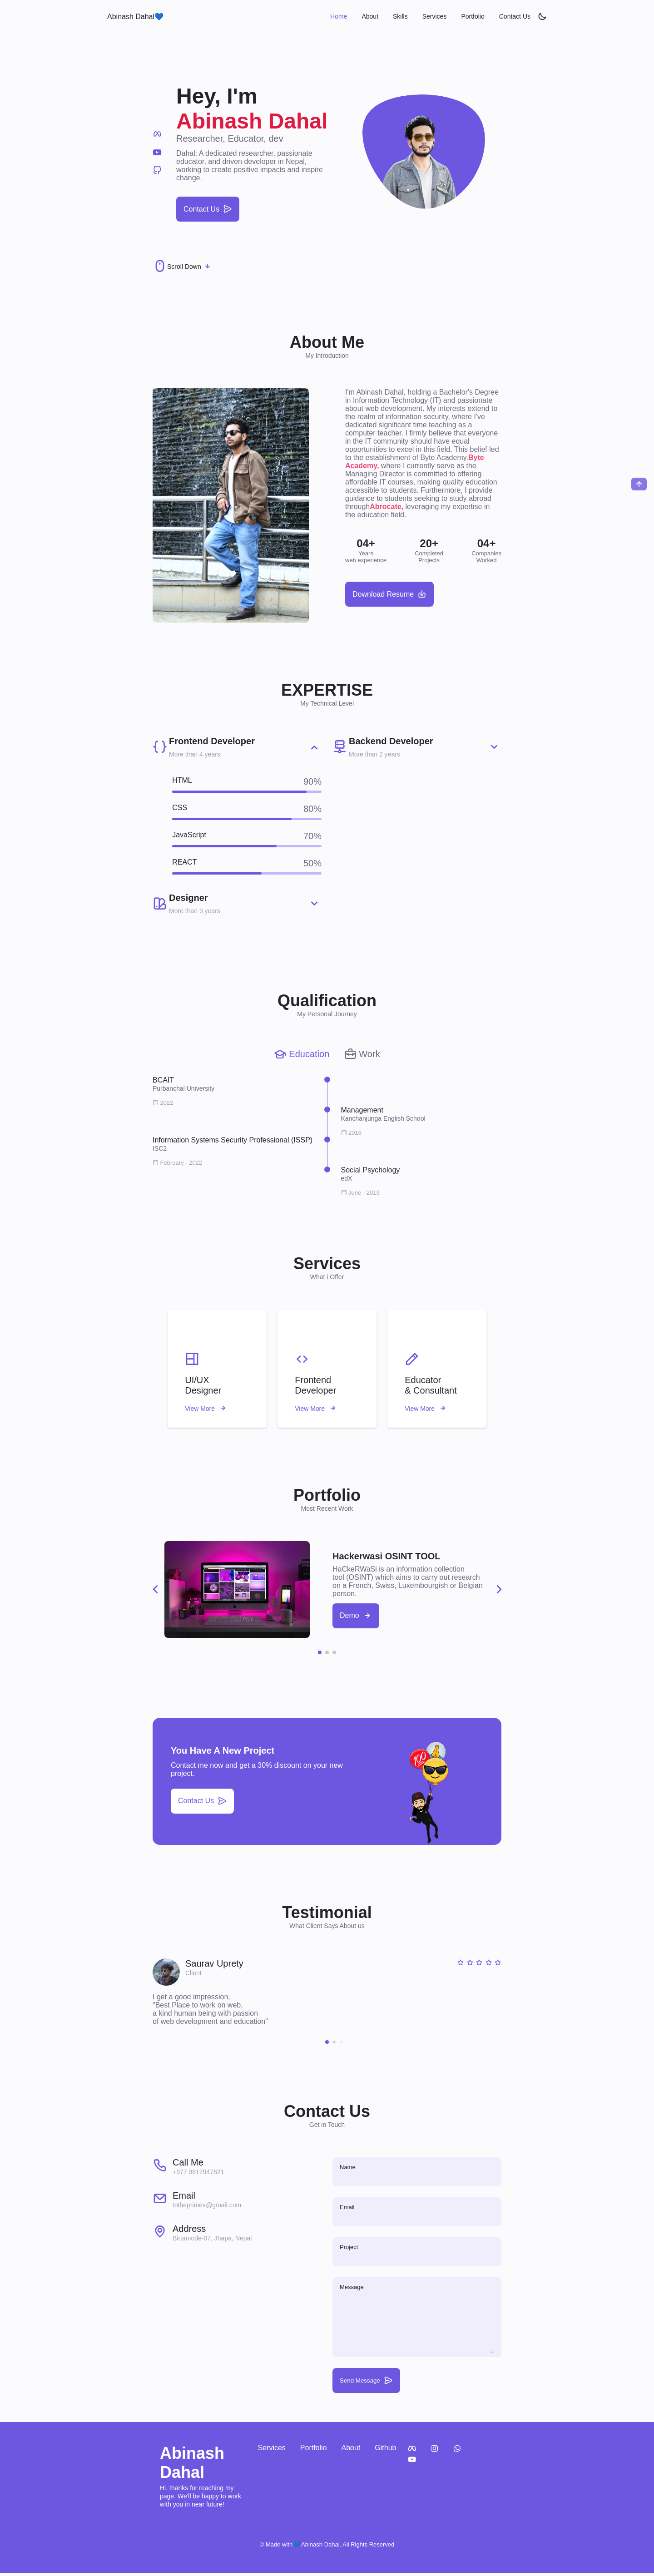 Abinash Dahal💙
Home
About
Skills
Services
Portfolio
Contact Us
Hey, I'm
Abinash Dahal
Researcher, Educator, dev
Dahal: A dedicated researcher, passionate
educator, and driven developer in Nepal,
working to create positive impacts and inspire
change.
Contact Us
Scroll Down
About Me
My Introduction
I'm Abinash Dahal, holding a Bachelor's Degree
in Information Technology (IT) and passionate
about web development. My interests extend to
the realm of information security, where I've
dedicated significant time teaching as a
computer teacher. I firmly believe that everyone
in the IT community should have equal
opportunities to excel in this field. This belief led
to the establishment of Byte Academy.Byte
Academy, where I currently serve as the
Managing Director is committed to offering
affordable IT courses, making quality education
accessible to students. Furthermore, I provide
guidance to students seeking to study abroad
throughAbrocate, leveraging my expertise in
the education field.
04+
Years
web experience
20+
Completed
Projects
04+
Companies
Worked
Download Resume
EXPERTISE
My Technical Level
Frontend Developer
More than 4 years
HTML
90%
CSS
80%
JavaScript
70%
REACT
50%
Designer
More than 3 years
Backend Developer
More than 2 years
Qualification
My Personal Journey
Education
Work
BCAIT
Purbanchal University
2022
Management
Kanchanjunga English School
2016
Information Systems Security Professional (ISSP)
ISC2
February - 2022
Social Psychology
edX
June - 2019
Services
What i Offer
UI/UX
Designer
View More
Frontend
Developer
View More
Educator
& Consultant
View More
Portfolio
Most Recent Work
Hackerwasi OSINT TOOL
HaCkeRWaSi is an information collection
tool (OSINT) which aims to carry out research
on a French, Swiss, Luxembourgish or Belgian
person.
Demo
You Have A New Project
Contact me now and get a 30% discount on your new
project.
Contact Us
100
Testimonial
What Client Says About us
Saurav Uprety
Client
I get a good impression,
"Best Place to work on web,
a kind human being with passion
of web development and education"
Contact Us
Get in Touch
Call Me
+977 9817947821
Email
totheprimex@gmail.com
Address
Birtamode-07, Jhapa, Nepal
Name
Email
Project
Message
Send Message
Abinash
Dahal
Hi, thanks for reaching my
page. We'll be happy to work
with you in near future!
Services
Portfolio
About
Github
© Made with💙Abinash Dahal. All Rights Reserved